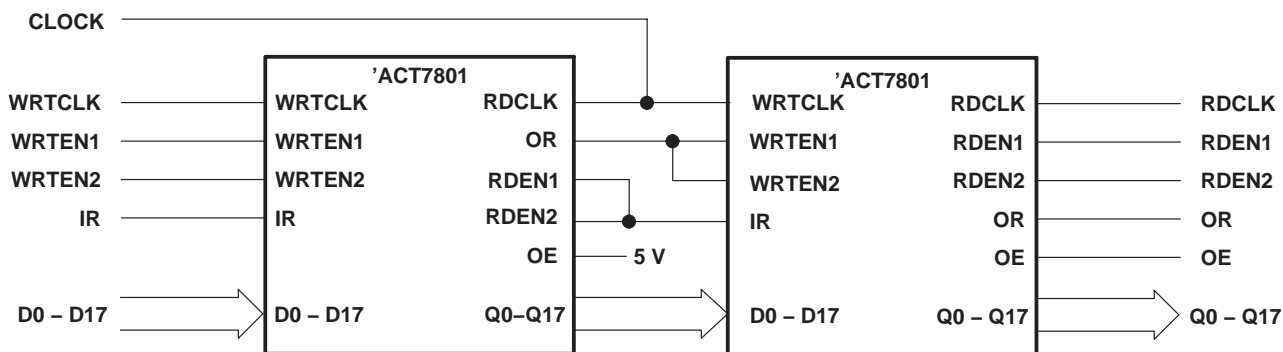 CLOCK
'ACT7801 'ACT7801
WRTCLK WRTCLK RDCLK WRTCLK RDCLK RDCLK
WRTEN1 WRTEN1 OR WRTEN1 RDEN1 RDEN1
WRTEN2 WRTEN2 RDEN1 WRTEN2 RDEN2 RDEN2
IR IR RDEN2 IR OR OR
OE 5 V OE OE
D0 – D17 D0 – D17 Q0–Q17 D0 – D17 Q0 – Q17 Q0 – Q17